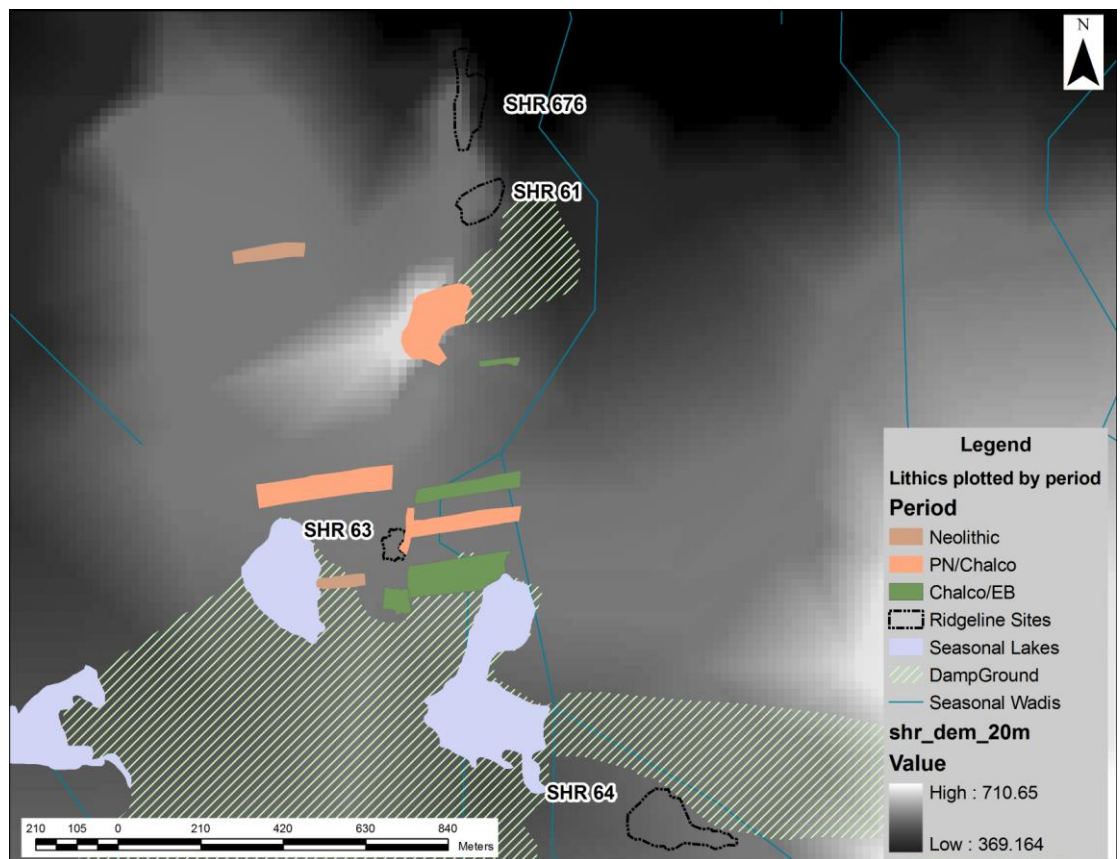 N
SHR 676
SHR 61
SHR 63
SHR 64
Legend
Lithics plotted by period
Period
Neolithic
PN/Chalco
Chalco/EB
Ridgeline Sites
Seasonal Lakes
DampGround
Seasonal Wadis
shr_dem_20m
Value
High : 710.65
Low : 369.164
210 105 0 210 420 630 840
Meters